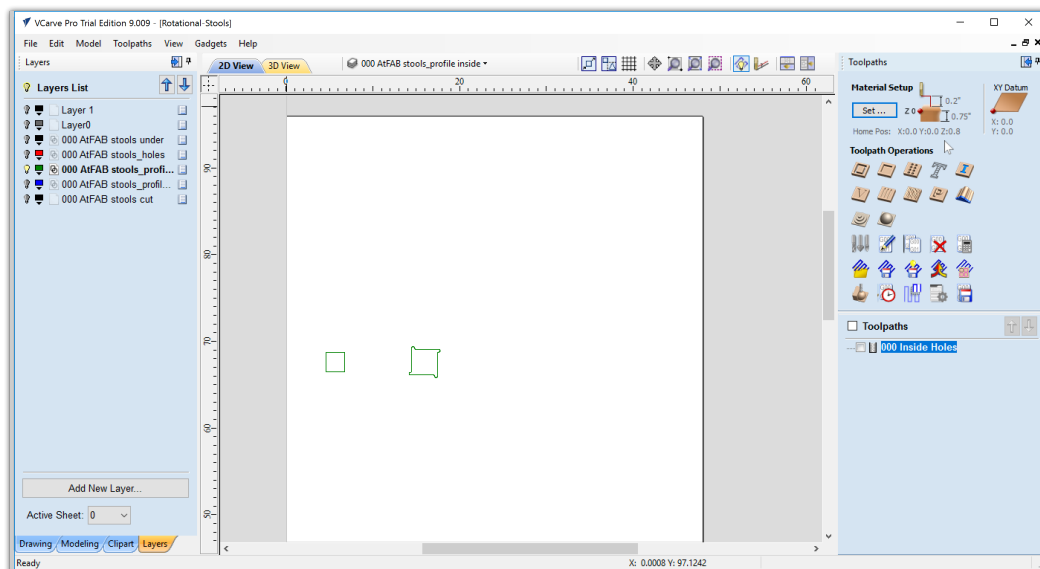 VCarve Pro Trial Edition 9.009 - [Rotational-Stools]
File Edit Model Toolpaths View Gadgets Help
Layers
Layers List
Layer 1
Layer0
000 AtFAB stools under
000 AtFAB stools_holes
000 AtFAB stools_profi...
000 AtFAB stools_profil...
000 AtFAB stools cut
Add New Layer...
Active Sheet: 0
Drawing Modeling Clipart Layers
Ready
2D View 3D View 000 AtFAB stools_profile inside
0 20 40 60
90
80
70
60
50
X: 0.0008 Y: 97.1242
Toolpaths
Material Setup
Set ...
Z 0
0.2"
0.75"
XY Datum
X: 0.0
Y: 0.0
Home Pos: X:0.0 Y:0.0 Z:0.8
Toolpath Operations
Toolpaths
000 Inside Holes